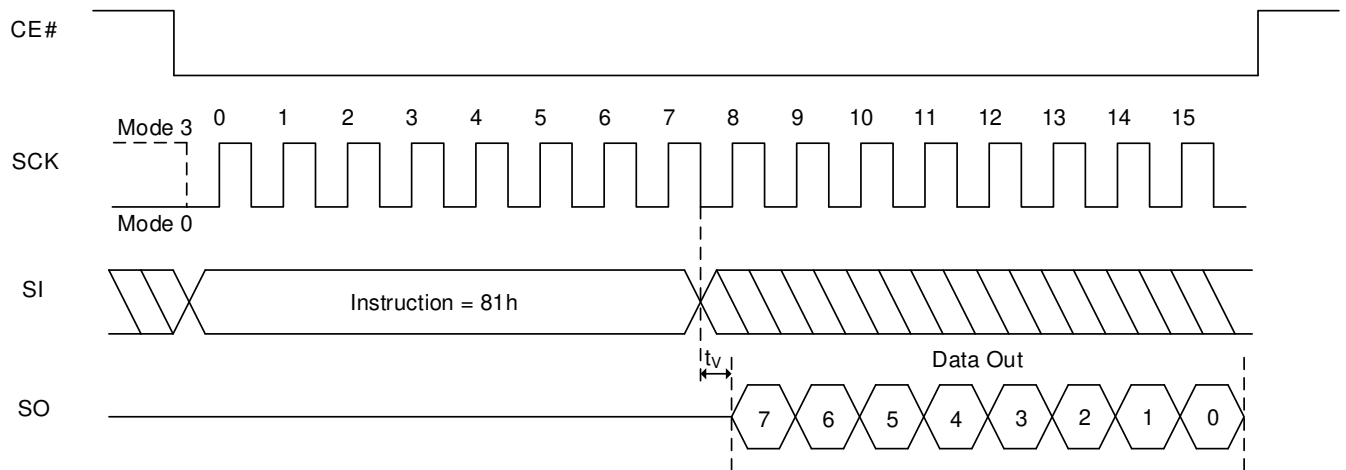 CE#
Mode 3
0 1 2 3 4 5 6 7 8 9 10 11 12 13 14 15
SCK
Mode 0
SI
Instruction = 81h
tV
Data Out
SO
7 6 5 4 3 2 1 0